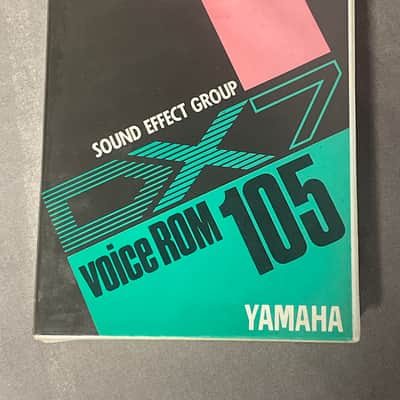 SOUND EFFECT GROUP
DX7
voice ROM 105
YAMAHA